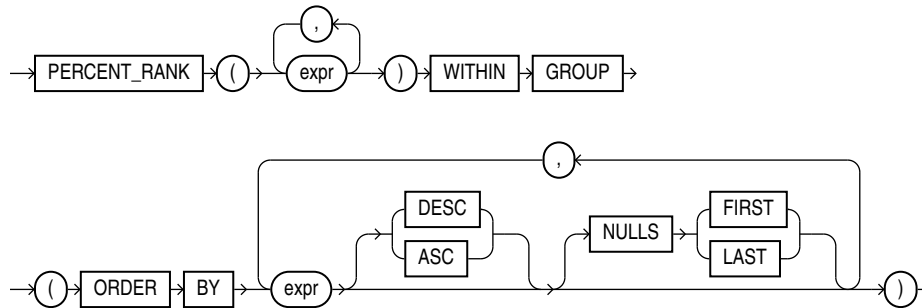 ,
PERCENT_RANK ( expr ) WITHIN GROUP
,
DESC FIRST
NULLS
ASC LAST
( ORDER BY expr )